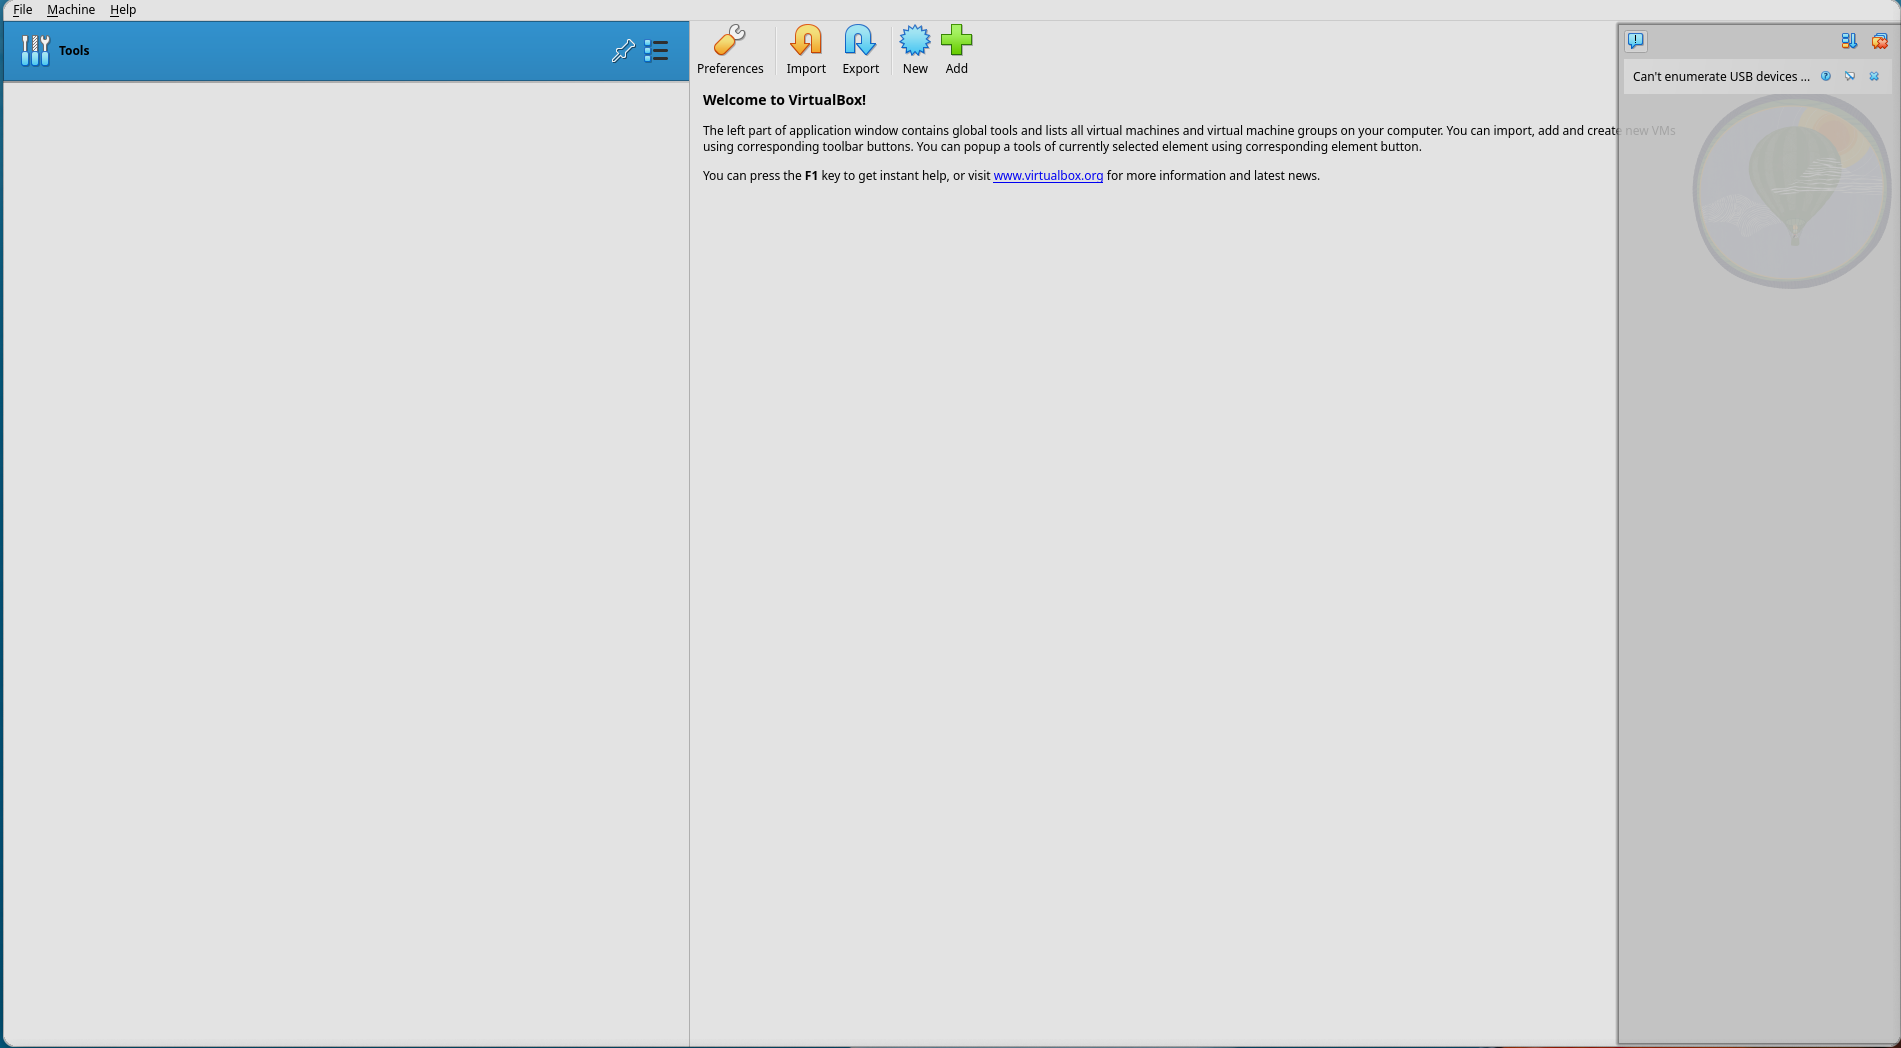 File Machine Help
Tools
Preferences Import Export New Add
Welcome to VirtualBox!
The left part of application window contains global tools and lists all virtual machines and virtual machine groups on your computer. You can import, add and create new VMs
using corresponding toolbar buttons. You can popup a tools of currently selected element using corresponding element button.
You can press the F1 key to get instant help, or visit www.virtualbox.org for more information and latest news.
Can't enumerate USB devices ...